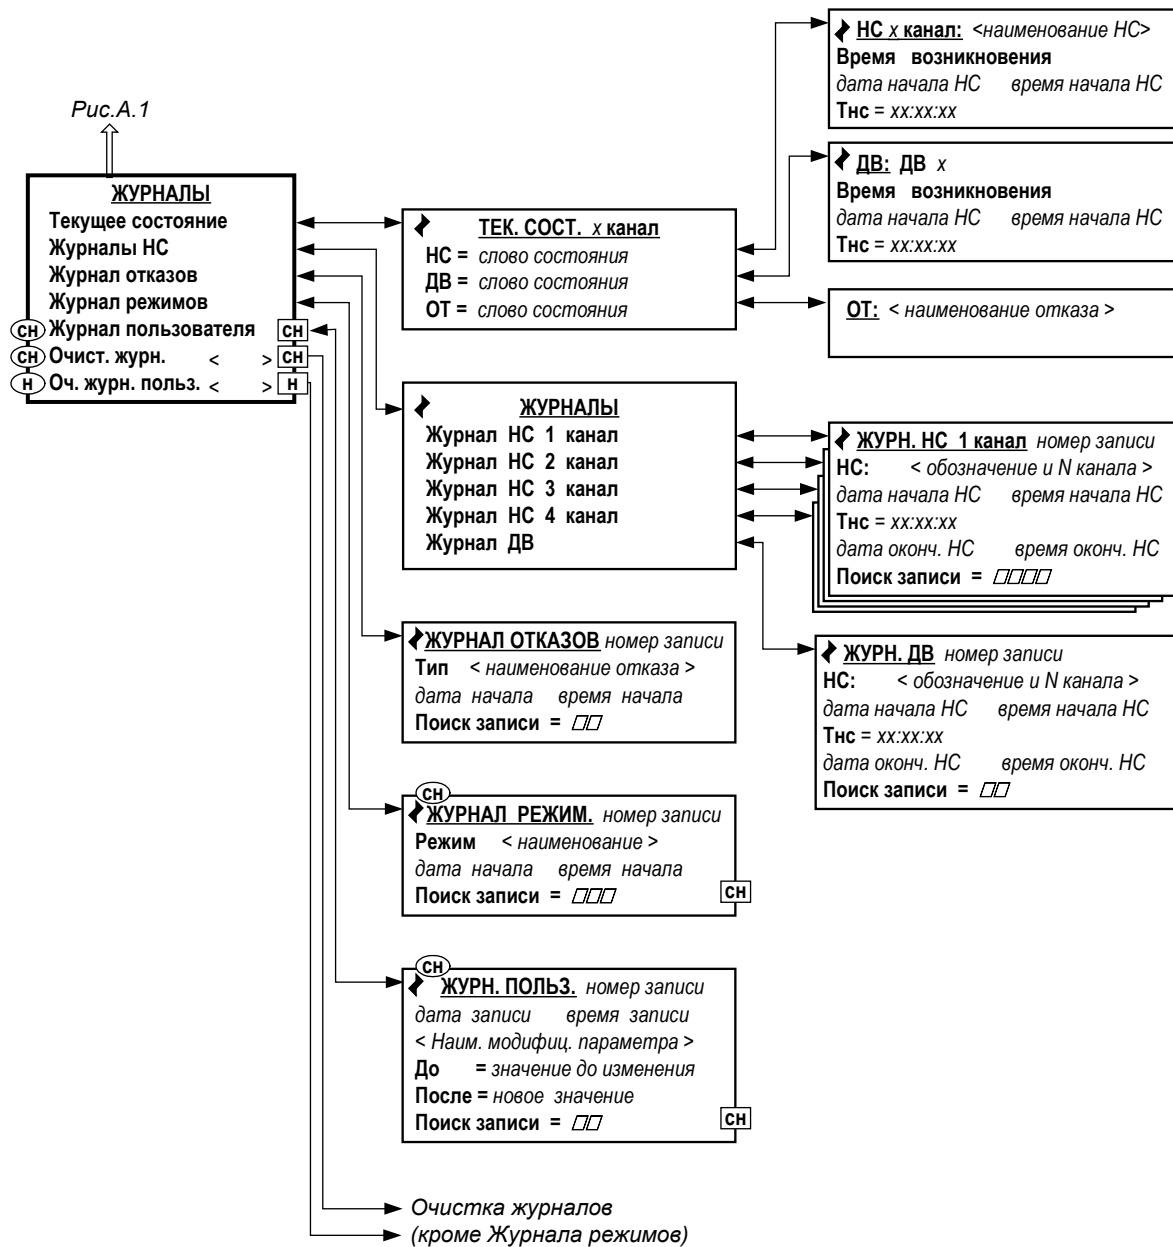 Рис.А.1
ЖУРНАЛЫ
Текущее состояние
Журналы НС
Журнал отказов
Журнал режимов
СН Журнал пользователя СН
СН Очист. журн. < > СН
Н Оч. журн. польз. < > Н
ТЕК. СОСТ. x канал
НС = слово состояния
ДВ = слово состояния
ОТ = слово состояния
НС x канал: <наименование НС>
Время возникновения
дата начала НС время начала НС
Тнс = xx:xx:xx
ДВ: ДВ x
Время возникновения
дата начала НС время начала НС
Тнс = xx:xx:xx
ОТ: < наименование отказа >
ЖУРНАЛЫ
Журнал НС 1 канал
Журнал НС 2 канал
Журнал НС 3 канал
Журнал НС 4 канал
Журнал ДВ
ЖУРН. НС 1 канал номер записи
НС: < обозначение и N канала >
дата начала НС время начала НС
Тнс = xx:xx:xx
дата оконч. НС время оконч. НС
Поиск записи = ▯▯▯▯
ЖУРНАЛ ОТКАЗОВ номер записи
Тип < наименование отказа >
дата начала время начала
Поиск записи = ▯▯
ЖУРН. ДВ номер записи
НС: < обозначение и N канала >
дата начала НС время начала НС
Тнс = xx:xx:xx
дата оконч. НС время оконч. НС
Поиск записи = ▯▯
СН
ЖУРНАЛ РЕЖИМ. номер записи
Режим < наименование >
дата начала время начала
Поиск записи = ▯▯▯ СН
СН
ЖУРН. ПОЛЬЗ. номер записи
дата записи время записи
< Наим. модифиц. параметра >
До = значение до изменения
После = новое значение
Поиск записи = ▯▯ СН
Очистка журналов
(кроме Журнала режимов)